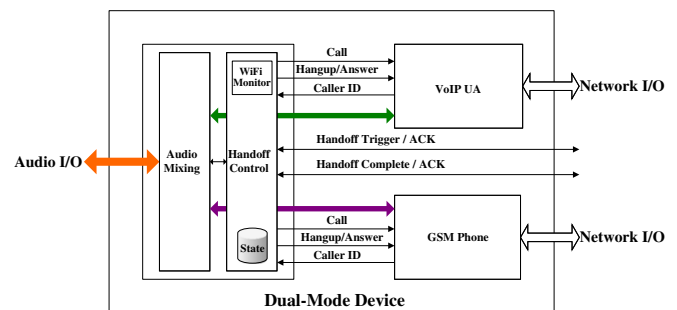 Call
WiFi
Monitor
Hangup/Answer
Caller ID
VoIP UA
Network I/O
Handoff Trigger / ACK
Audio I/O
Audio
Mixing
Handoff
Control
Handoff Complete / ACK
Call
Hangup/Answer
Caller ID
State
GSM Phone
Network I/O
Dual-Mode Device